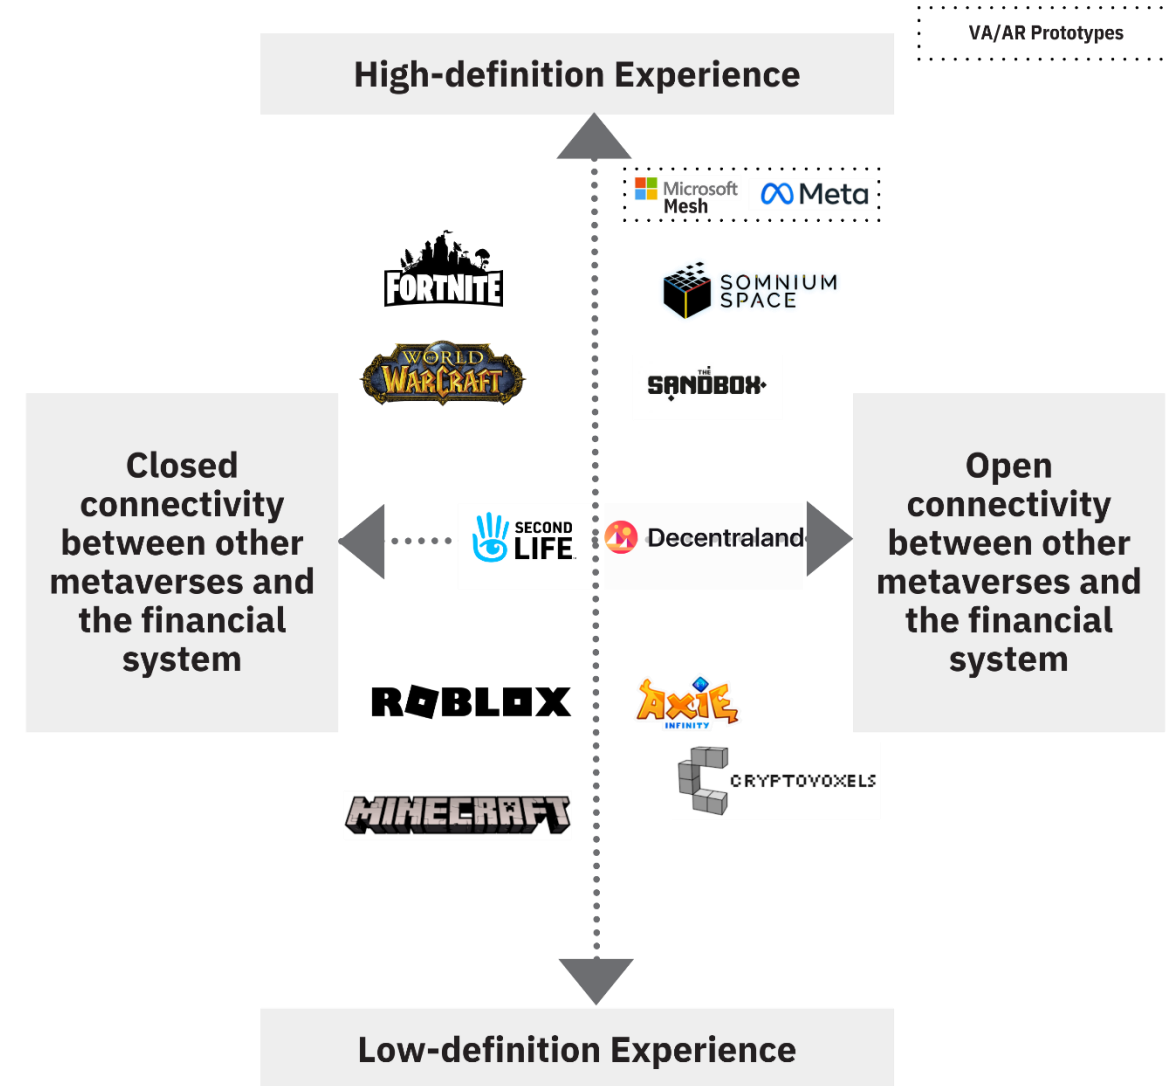 VA/AR Prototypes
High-definition Experience
Microsoft
Mesh
Meta
FORTNITE
SOMNIUM
SPACE
WORLD
OF
WARCRAFT
THE
SANDBOX
Closed
connectivity
between other
metaverses and
the financial
system
SECOND
LIFE
Decentraland
Open
connectivity
between other
metaverses and
the financial
system
ROBLOX
AXIE
INFINITY
CRYPTOVOXELS
MINECRAFT
Low-definition Experience